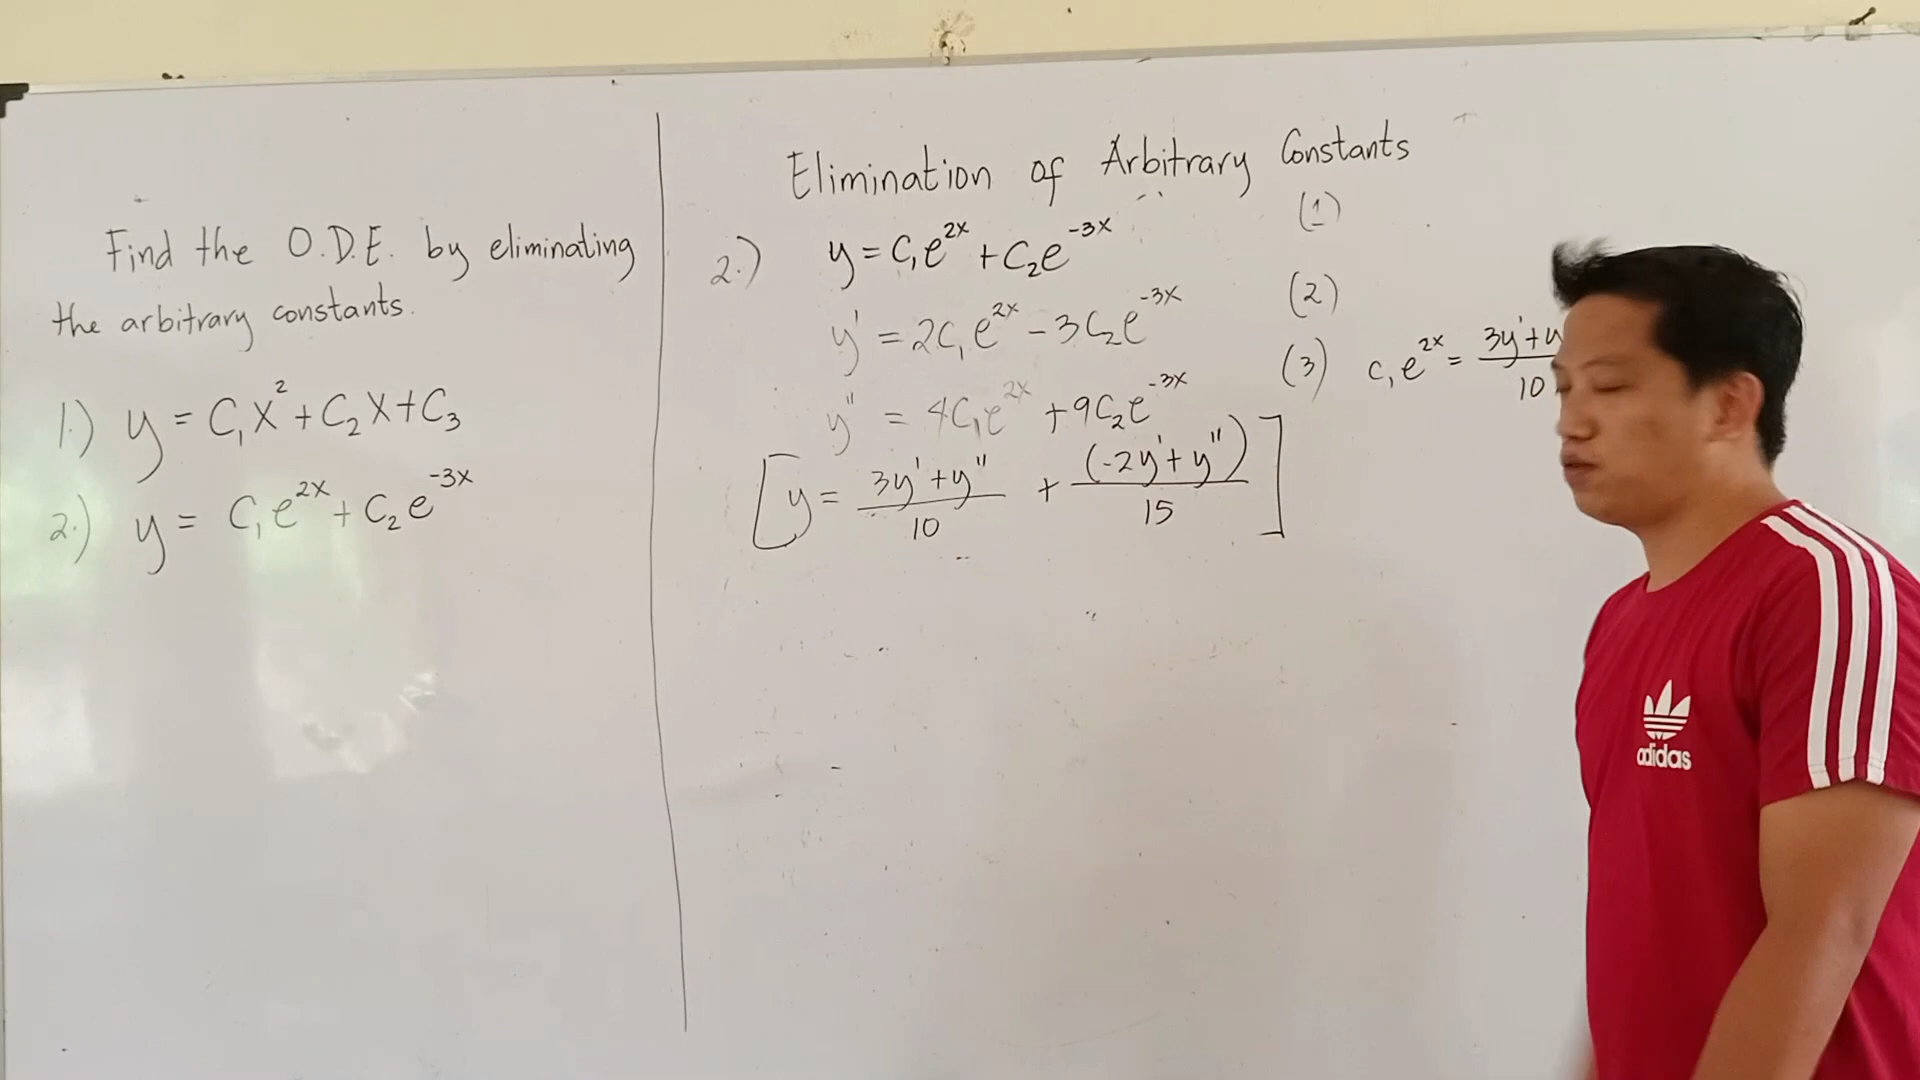 Find the O.D.E. by eliminating
the arbitrary constants.
1.) y = C₁x² + C₂x + C₃
2.) y = C₁e^{2x} + C₂e^{-3x}
Elimination of Arbitrary Constants
2.) y = C₁e^{2x} + C₂e^{-3x} (1)
y' = 2C₁e^{2x} - 3C₂e^{-3x} (2)
y'' = 4C₁e^{2x} + 9C₂e^{-3x} (3) C₁e^{2x} = 3y'+y / 10
[y = 3y'+y'' / 10 + (-2y'+y'') / 15]
adidas